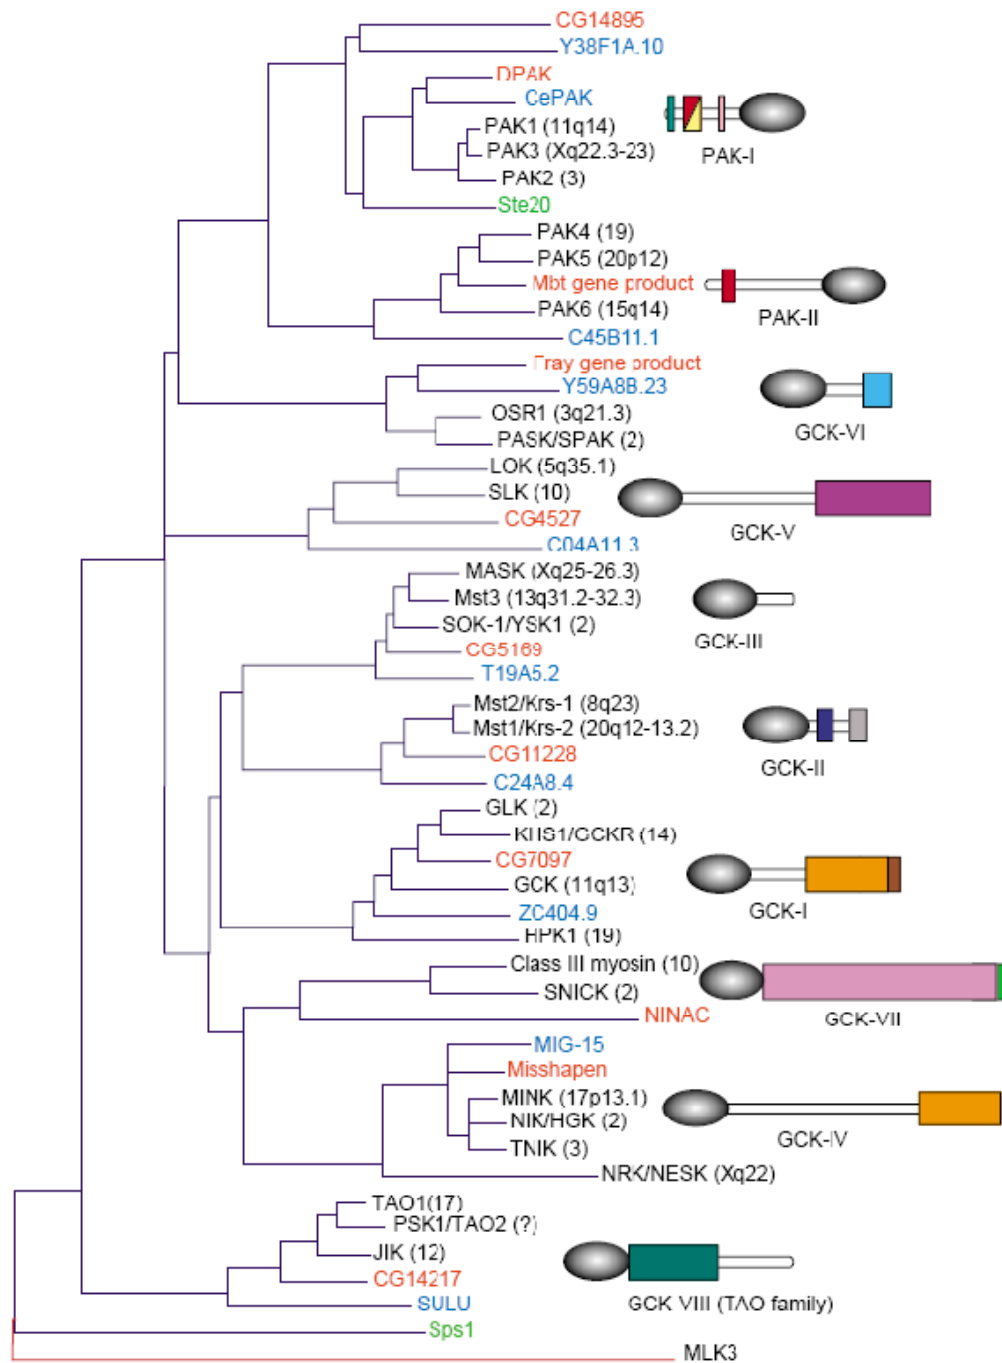 CG14895
Y38F1A.10
DPAK
CePAK
PAK1 (11q14)
PAK3 (Xq22.3-23)
PAK-I
PAK2 (3)
Ste20
PAK4 (19)
PAK5 (20p12)
Mbt gene product
PAK6 (15q14)
PAK-II
C45B11.1
Fray gene product
Y59A8B.23
OSR1 (3q21.3)
GCK-VI
PASK/SPAK (2)
LOK (5q35.1)
SLK (10)
CG4527
GCK-V
C04A11.3
MASK (Xq25-26.3)
Mst3 (13q31.2-32.3)
SOK-1/YSK1 (2)
GCK-III
CG5169
T19A5.2
Mst2/Krs-1 (8q23)
Mst1/Krs-2 (20q12-13.2)
CG11228
GCK-II
C24A8.4
GLK (2)
KHS1/GCKR (14)
CG7097
GCK (11q13)
GCK-I
ZC404.9
HPK1 (19)
Class III myosin (10)
SNICK (2)
NINAC
GCK-VII
MIG-15
Misshapen
MINK (17p13.1)
NIK/HGK (2)
GCK-IV
TNIK (3)
NRK/NESK (Xq22)
TAO1(17)
PSK1/TAO2 (?)
JIK (12)
CG14217
SULU
GCK VIII (TAO family)
Sps1
MLK3